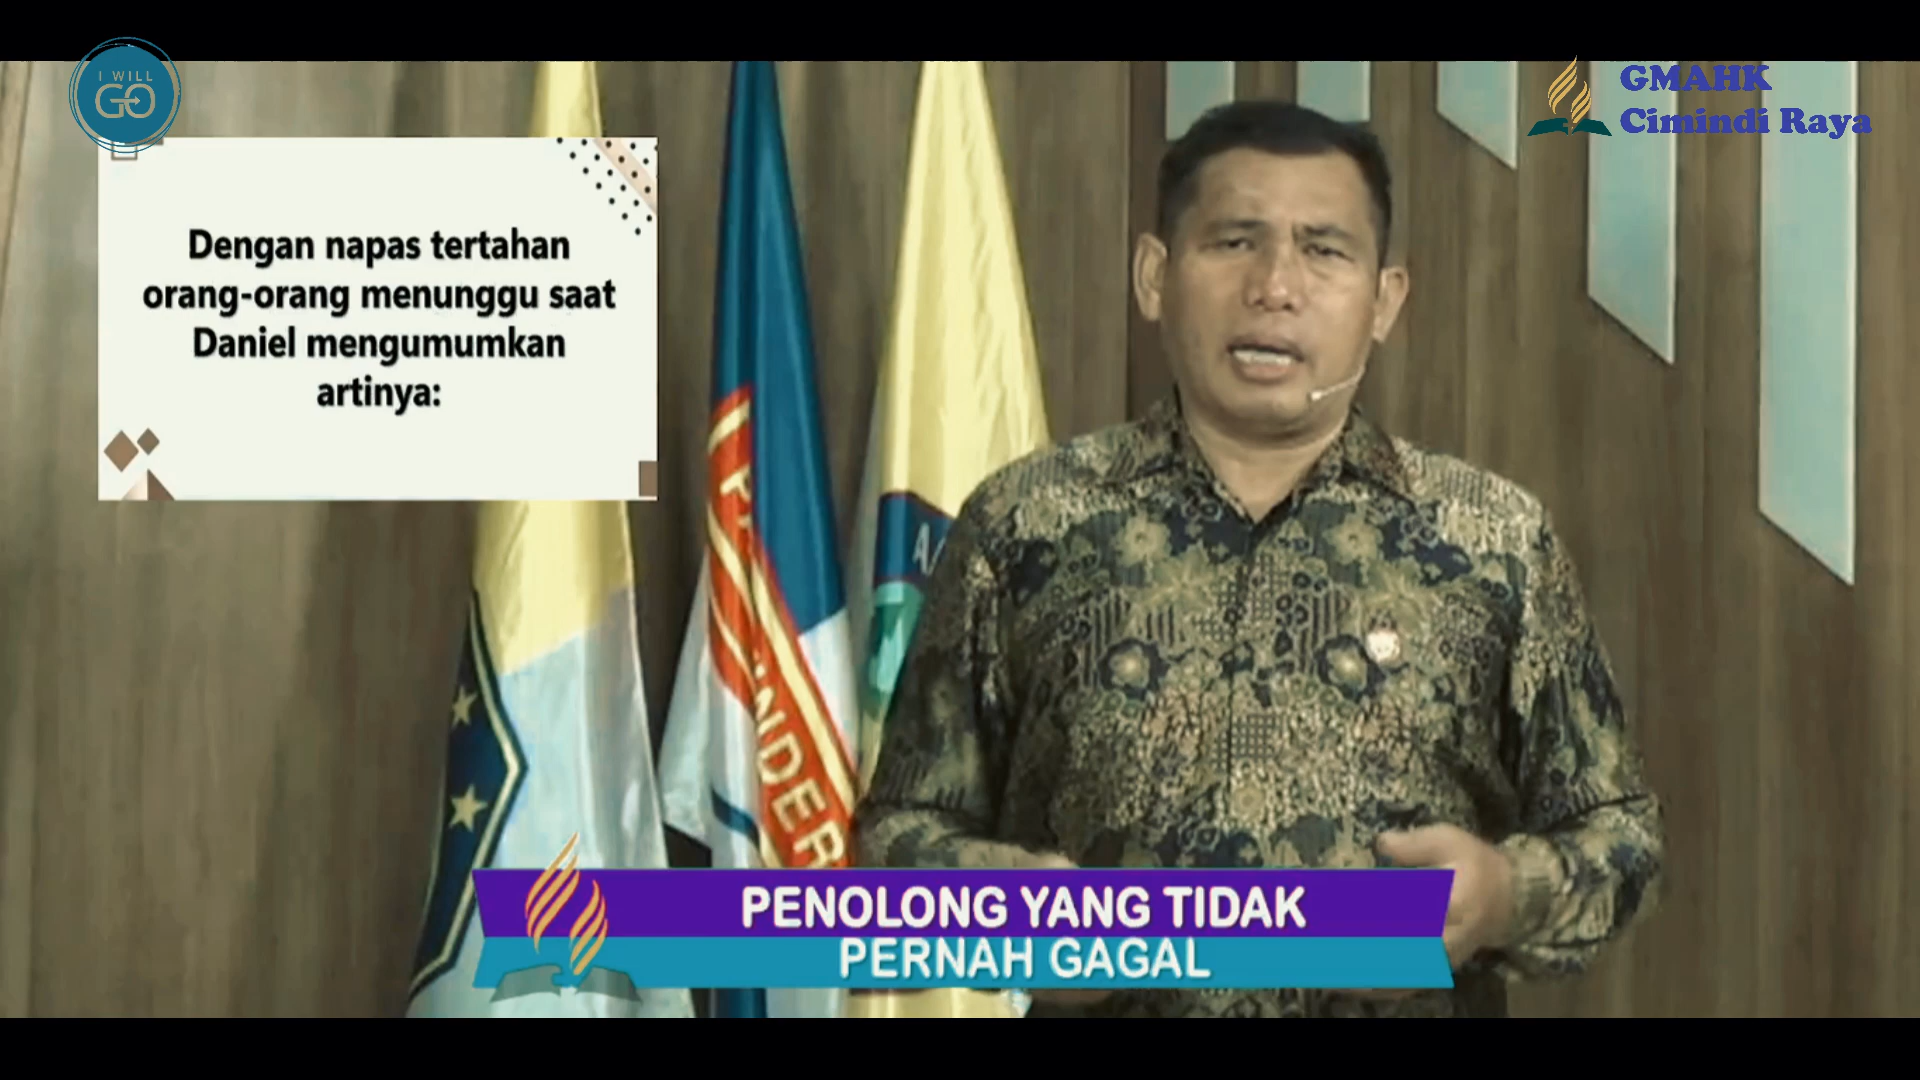 I WILL
GO
GMAHK
Cimindi Raya
Dengan napas tertahan
orang-orang menunggu saat
Daniel mengumumkan
artinya:
PENOLONG YANG TIDAK
PERNAH GAGAL